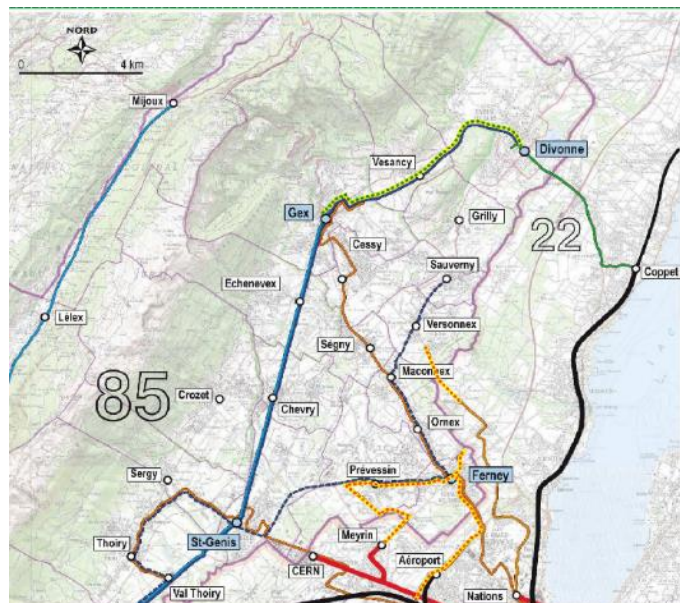 NORD
0 4 km
Mijoux
Divonne
Vesancy
Gex
Grilly
22
Cessy
Sauverny
Coppet
Echenevex
Lélex
Versonnex
Ségny
Maconnex
85
Crozet
Chevry
Ornex
Sergy
Prévessin
Ferney
St-Genis
Meyrin
Thoiry
CERN
Aéroport
Val Thoiry
Nations